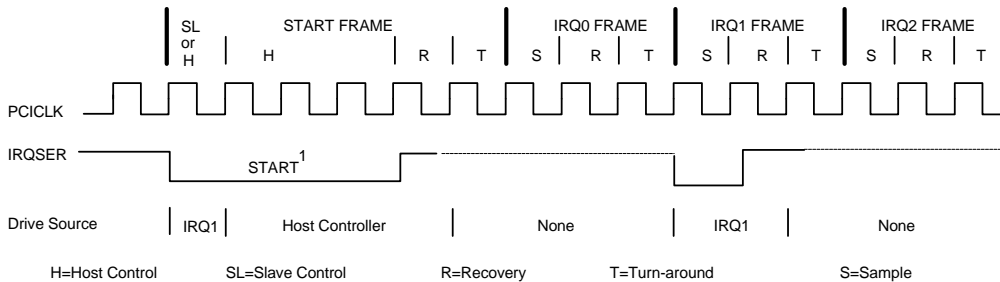 SL
or
H
START FRAME
IRQ0 FRAME
IRQ1 FRAME
IRQ2 FRAME
H R T S R T S R T S R T
PCICLK
IRQSER
START1
Drive Source IRQ1 Host Controller None IRQ1 None
H=Host Control SL=Slave Control R=Recovery T=Turn-around S=Sample